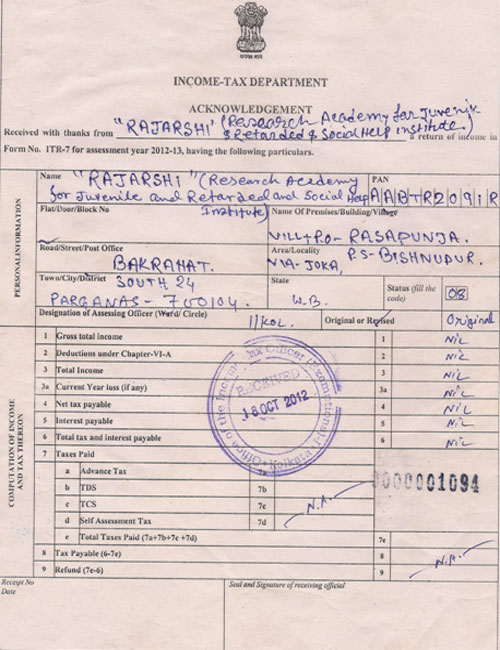 INCOME-TAX DEPARTMENT
ACKNOWLEDGEMENT
Received with thanks from "RAJARSHI" (Research Academy for Juvenile & Retarded & Social Help institute.) a return of income in
Form No. ITR-7 for assessment year 2012-13, having the following particulars.
PERSONAL INFORMATION
Name "RAJARSHI" (Research Academy
for Juvenile and Retarded and Social Help
Institute)
PAN
AABTR2091R
Flat/Door/Block No
Name Of Premises/Building/Village
VILL+P.O- RASAPUNJA.
Road/Street/Post Office
BAKRAHAT.
Area/Locality
VIA-JOKA, P.S-BISHNUPUR.
Town/City/District SOUTH 24
PARGANAS- 700104.
State
W.B.
Status (fill the
code) 08
Designation of Assessing Officer (Ward/ Circle) 11/KOL.
Original or Revised Original
COMPUTATION OF INCOME
AND TAX THEREON
1 Gross total income 1 NIL
2 Deductions under Chapter-VI-A 2 NIL
3 Total Income 3 NIL
3a Current Year loss (if any) 3a NIL
4 Net tax payable 4 NIL
5 Interest payable 5 NIL
6 Total tax and interest payable 6 NIL
7 Taxes Paid
a Advance Tax 7a
b TDS 7b
c TCS 7c
d Self Assessment Tax 7d
N.A.
0000001094
e Total Taxes Paid (7a+7b+7c +7d) 7e
8 Tax Payable (6-7e) 8
9 Refund (7e-6) 9
N.A.
Office of the Income Tax Officer (Exemptions)-I
Kolkata
RECEIVED
18 OCT 2012
Receipt No
Date
Seal and Signature of receiving official